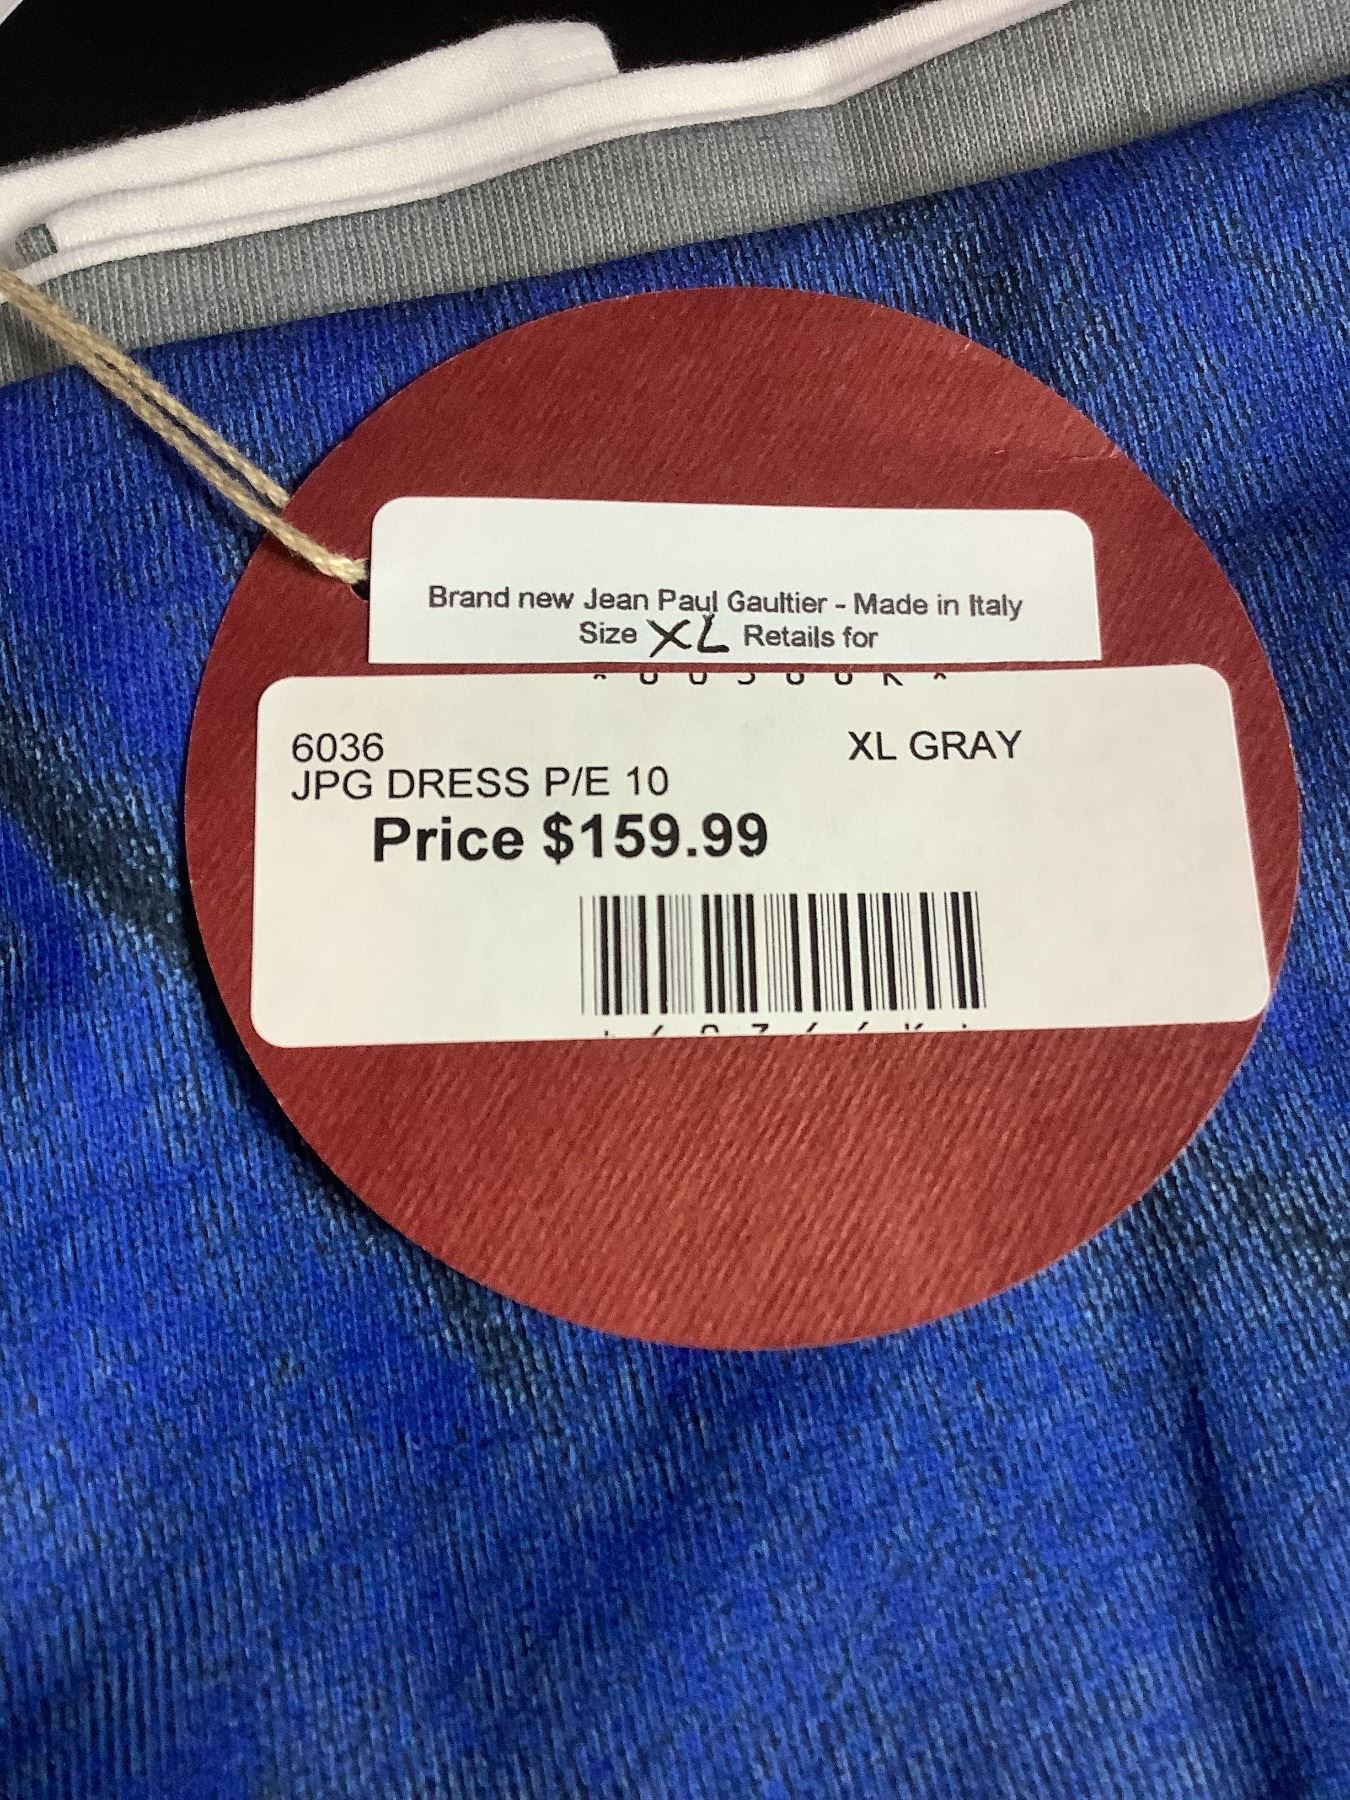 Brand new Jean Paul Gaultier - Made in Italy
Size XL Retails for
6036 XL GRAY
JPG DRESS P/E 10
Price $159.99